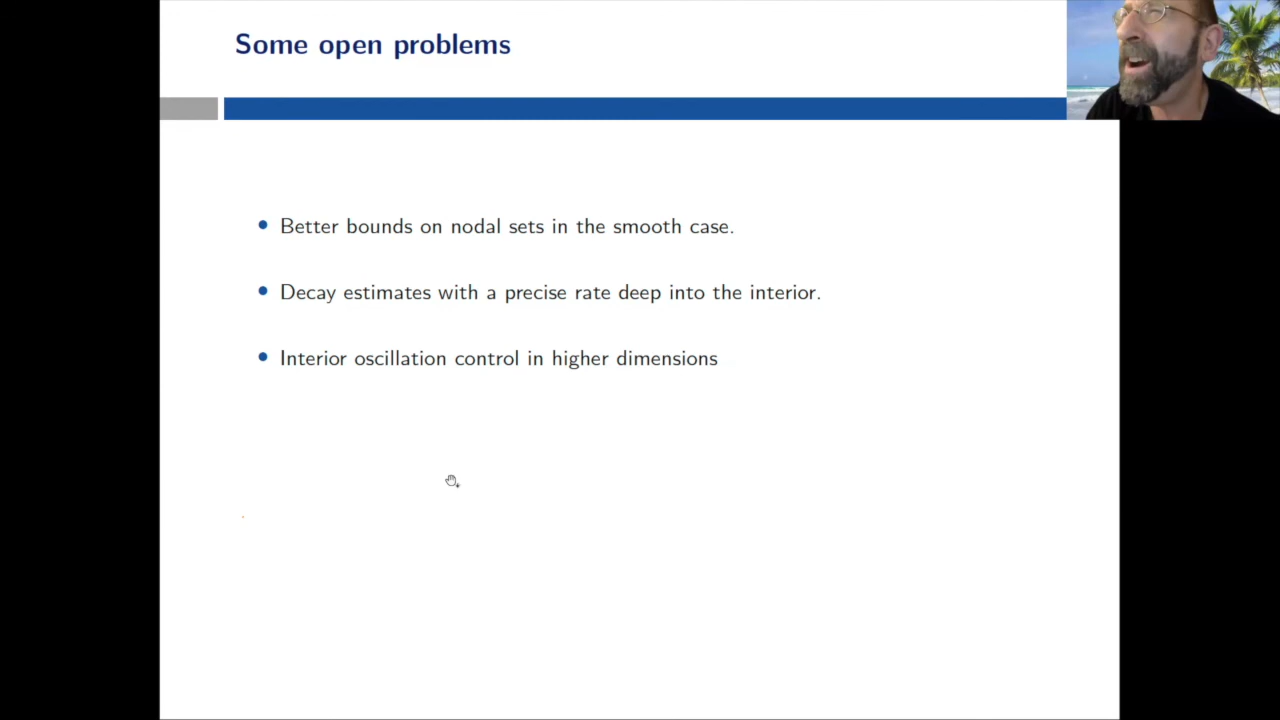 Some open problems
Better bounds on nodal sets in the smooth case.
Decay estimates with a precise rate deep into the interior.
Interior oscillation control in higher dimensions